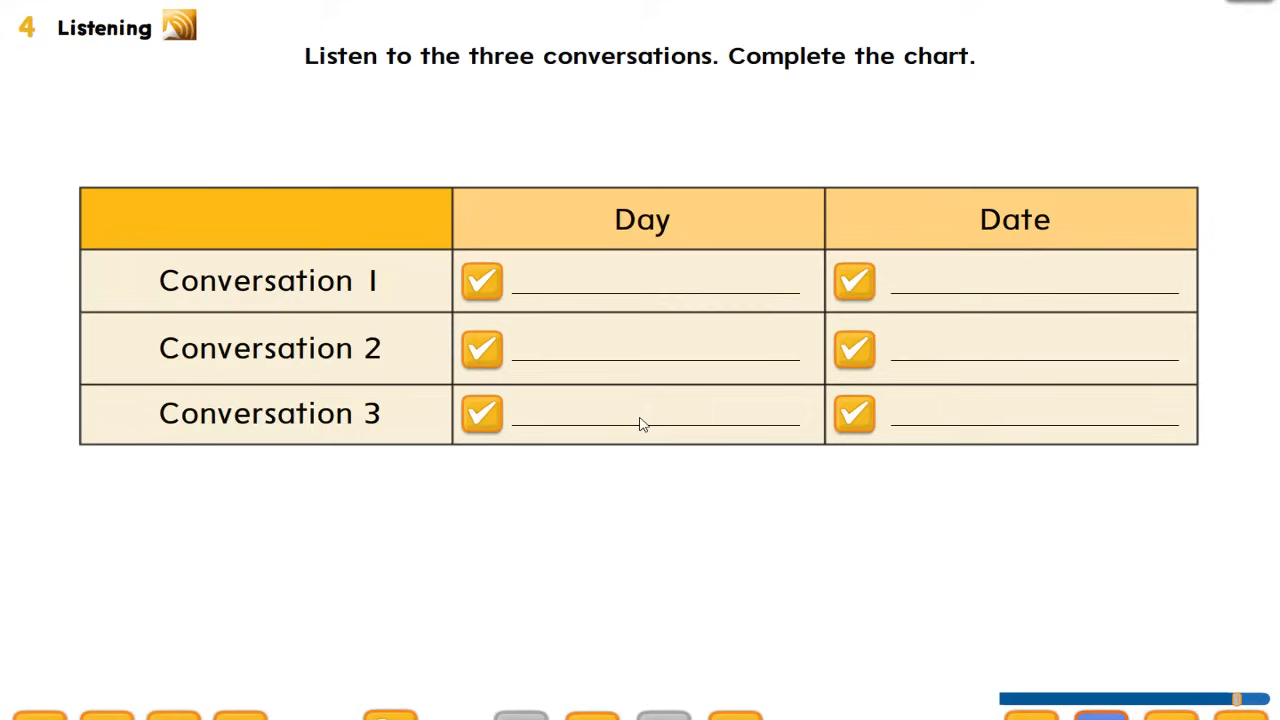 4 Listening
Listen to the three conversations. Complete the chart.
Day Date
Conversation 1
Conversation 2
Conversation 3